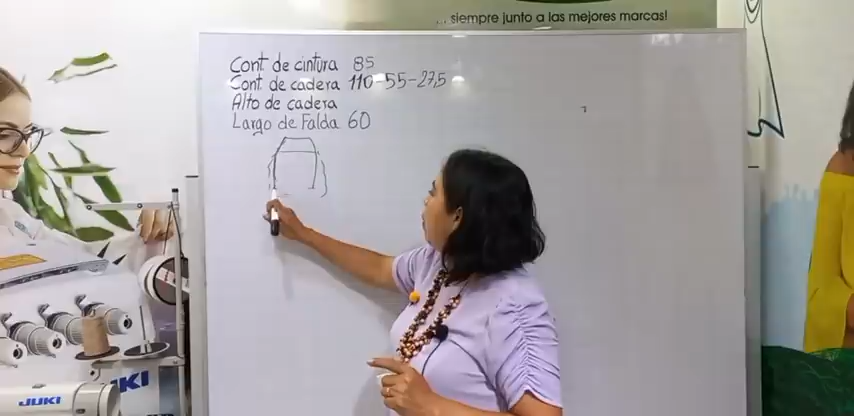 ... siempre junto a las mejores marcas!
Cont. de cintura 85
Cont. de cadera 110-55-27,5
Alto de cadera
Largo de Falda 60
JUKI
JUKI